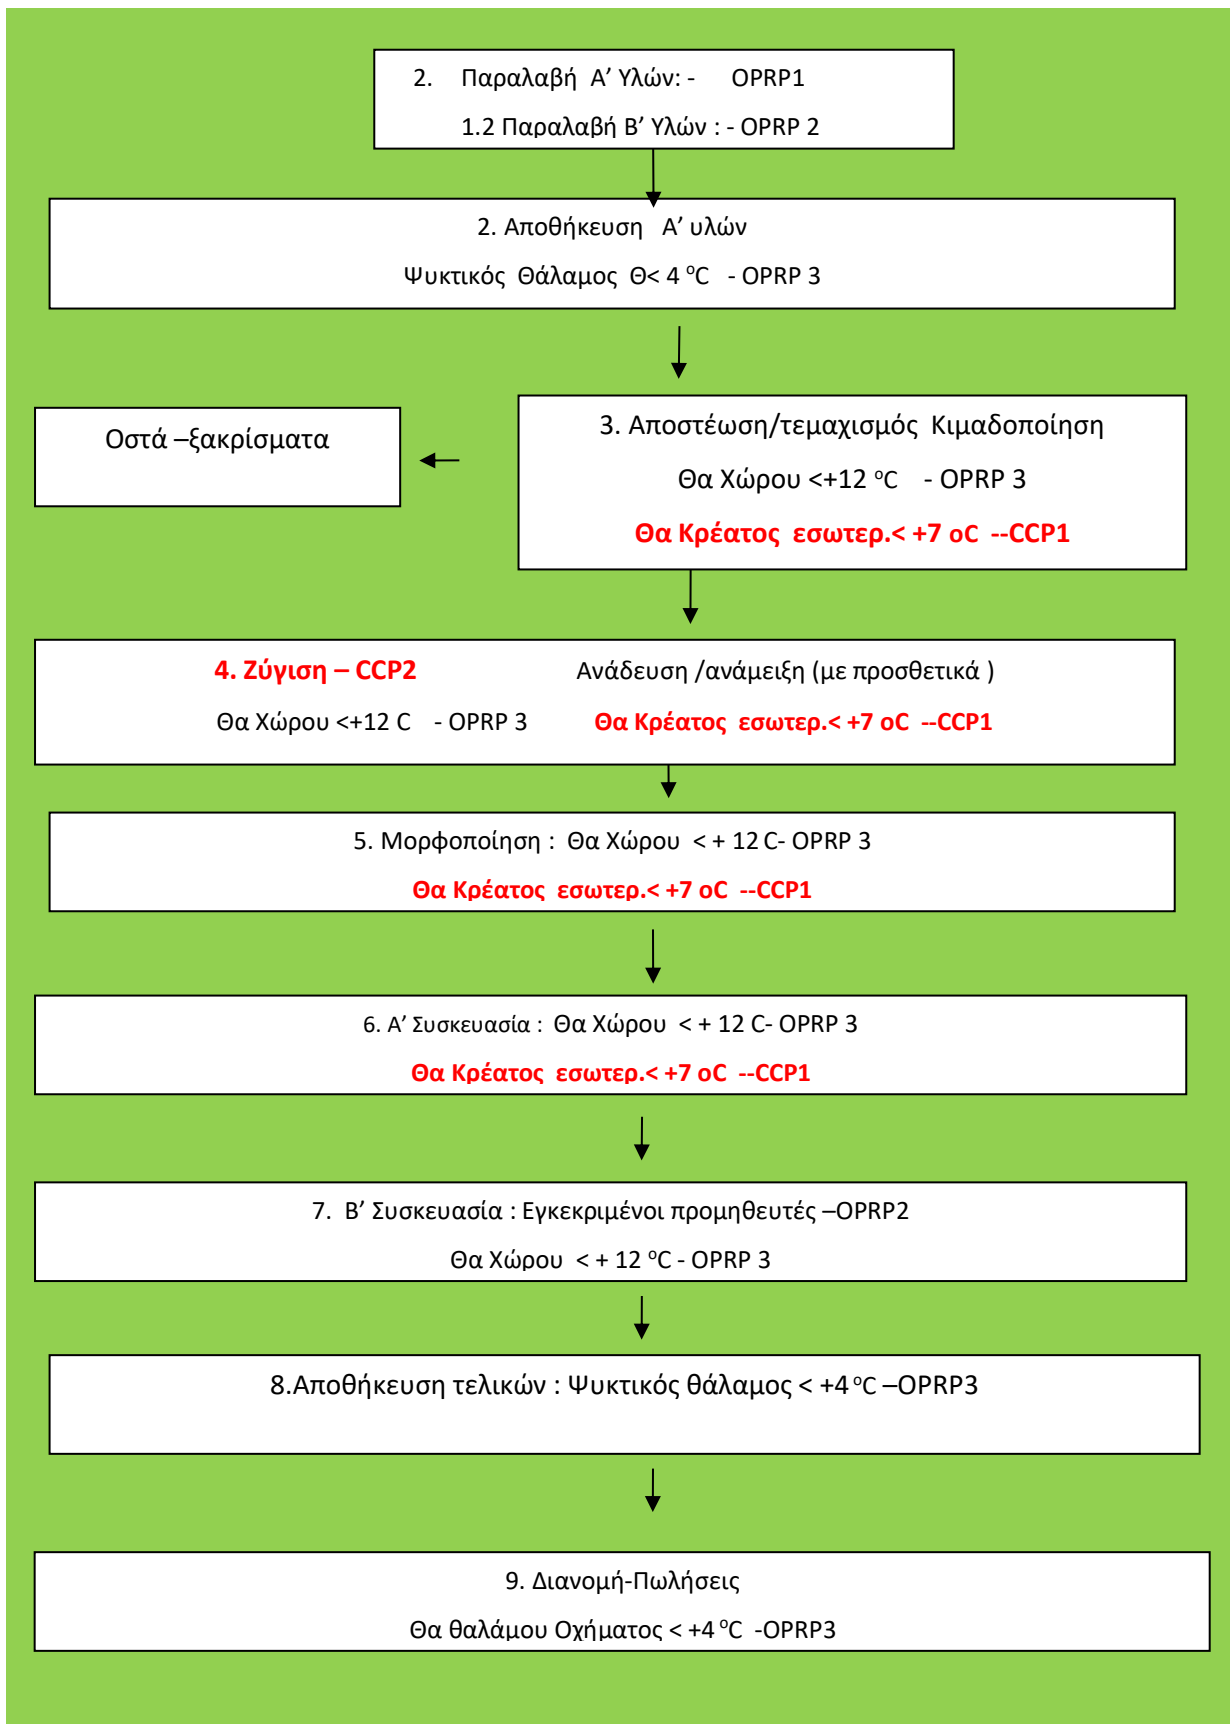 2. Παραλαβή Α’ Υλών: - OPRP1
1.2 Παραλαβή Β’ Υλών : - OPRP 2
2. Αποθήκευση Α’ υλών
Ψυκτικός Θάλαμος Θ< 4 °C - OPRP 3
Οστά –ξακρίσματα
3. Αποστέωση/τεμαχισμός Κιμαδοποίηση
Θα Χώρου <+12 °C - OPRP 3
Θα Κρέατος εσωτερ.< +7 oC --CCP1
4. Ζύγιση – CCP2 Ανάδευση /ανάμειξη (με προσθετικά )
Θα Χώρου <+12 C - OPRP 3 Θα Κρέατος εσωτερ.< +7 oC --CCP1
5. Μορφοποίηση : Θα Χώρου < + 12 C- OPRP 3
Θα Κρέατος εσωτερ.< +7 oC --CCP1
6. Α’ Συσκευασία : Θα Χώρου < + 12 C- OPRP 3
Θα Κρέατος εσωτερ.< +7 oC --CCP1
7. Β’ Συσκευασία : Εγκεκριμένοι προμηθευτές –OPRP2
Θα Χώρου < + 12 °C - OPRP 3
8.Αποθήκευση τελικών : Ψυκτικός θάλαμος < +4 °C –OPRP3
9. Διανομή-Πωλήσεις
Θα θαλάμου Οχήματος < +4 °C -OPRP3